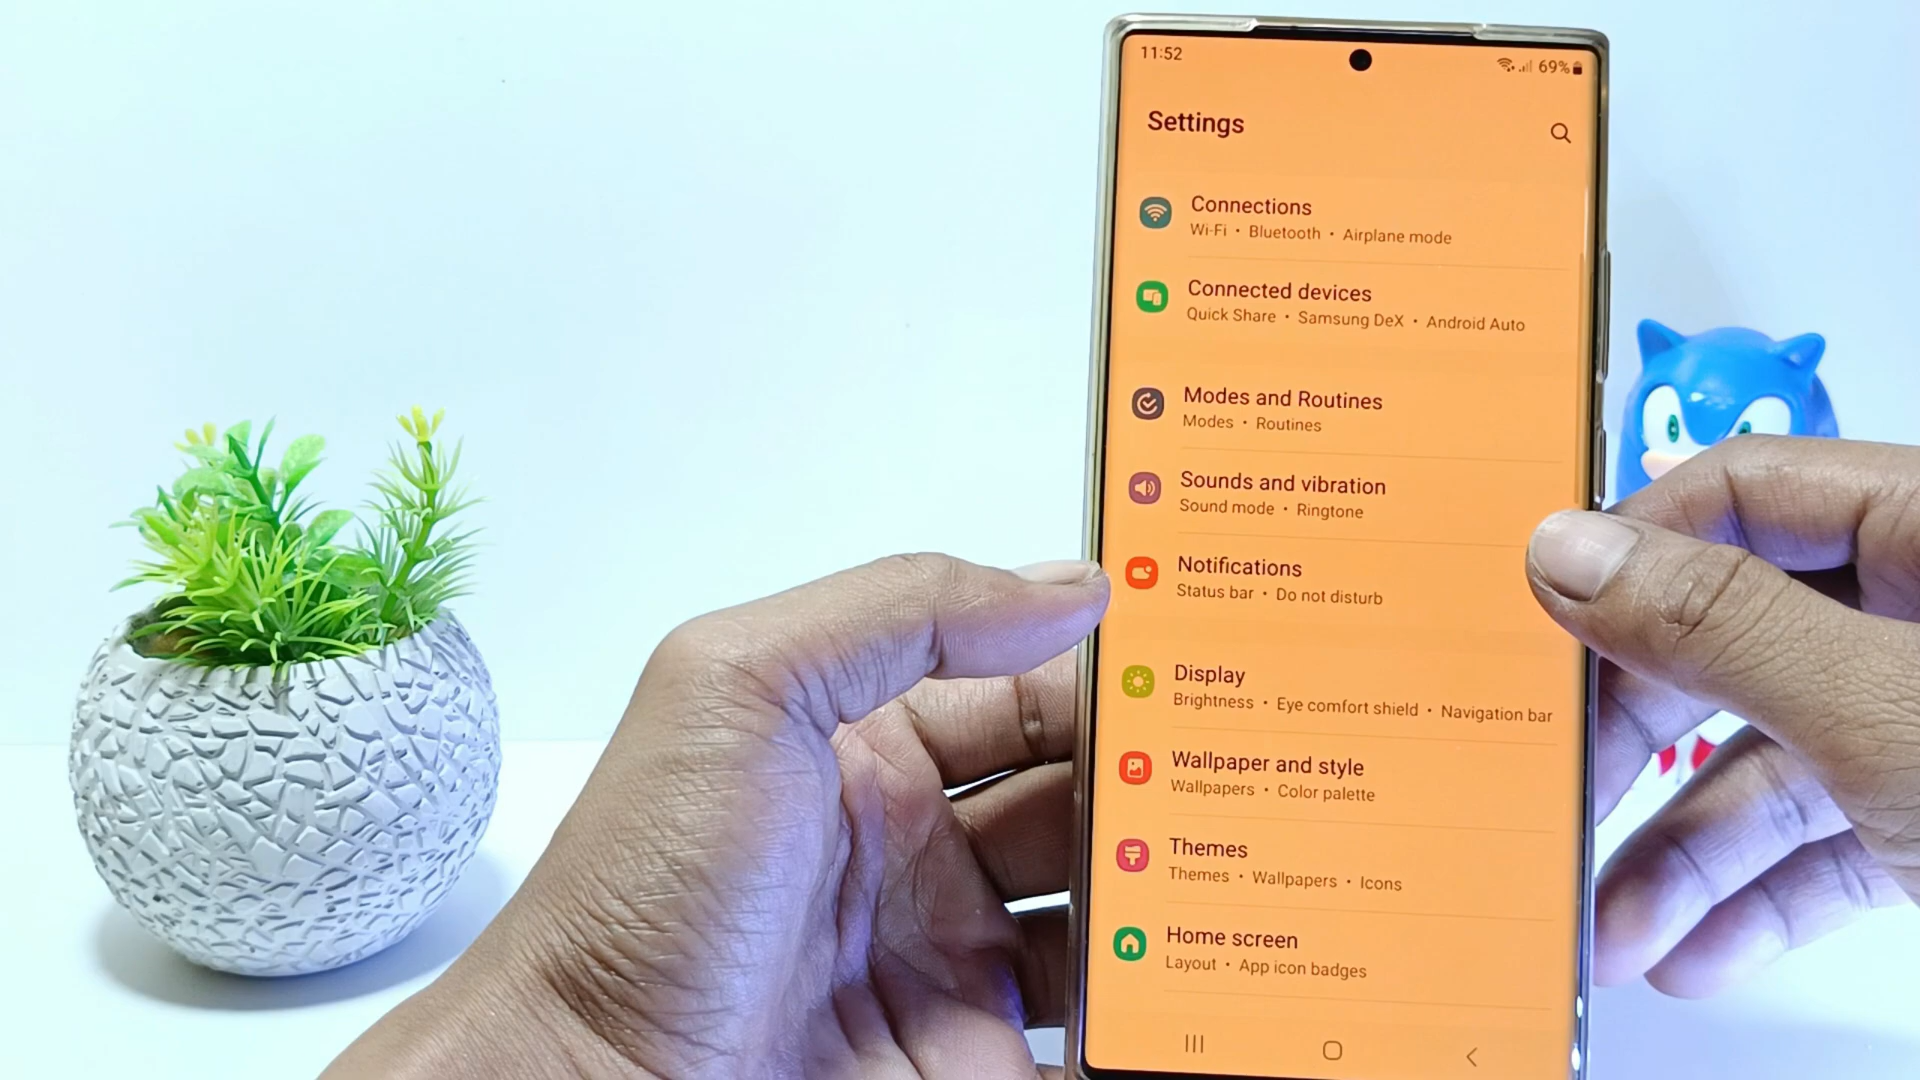 11:52
69%
Settings
Connections
Wi-Fi • Bluetooth • Airplane mode
Connected devices
Quick Share • Samsung DeX • Android Auto
Modes and Routines
Modes • Routines
Sounds and vibration
Sound mode • Ringtone
Notifications
Status bar • Do not disturb
Display
Brightness • Eye comfort shield • Navigation bar
Wallpaper and style
Wallpapers • Color palette
Themes
Themes • Wallpapers • Icons
Home screen
Layout • App icon badges